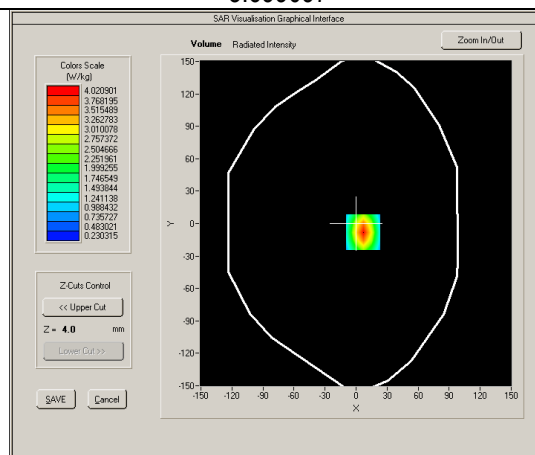 SAR Visualisation Graphical Interface
Volume Radiated Intensity
Zoom In/Out
Colors Scale
(W/kg)
4.020901
3.768195
3.515489
3.262783
3.010078
2.757372
2.504666
2.251961
1.999255
1.746549
1.493844
1.241138
0.988432
0.735727
0.483021
0.230315
Z-Cuts Control
<< Upper Cut
Z = 4.0 mm
Lower Cut >>
SAVE Cancel
150-
120-
90-
60-
30-
Y 0-
-30-
-60-
-90-
-120-
-150-
-150 -120 -90 -60 -30 0 30 60 90 120 150
X